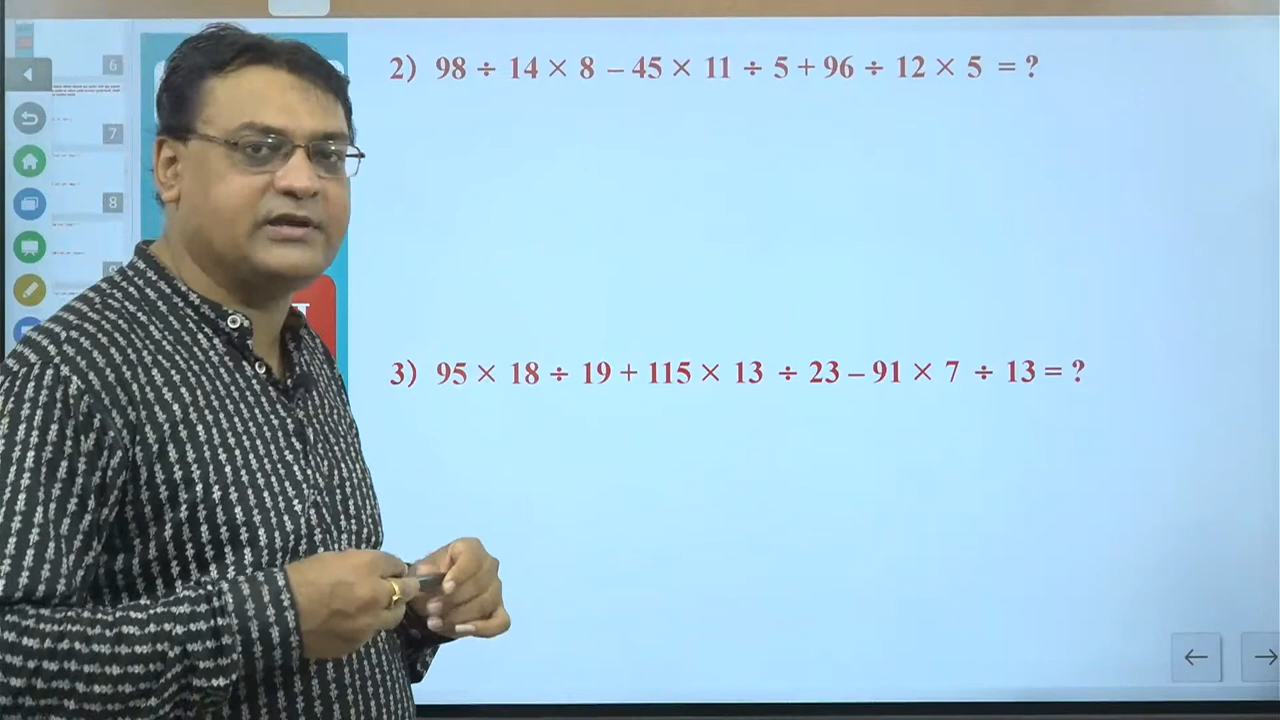 2) 98 ÷ 14 × 8 – 45 × 11 ÷ 5 + 96 ÷ 12 × 5 = ?
3) 95 × 18 ÷ 19 + 115 × 13 ÷ 23 – 91 × 7 ÷ 13 = ?
6
7
8